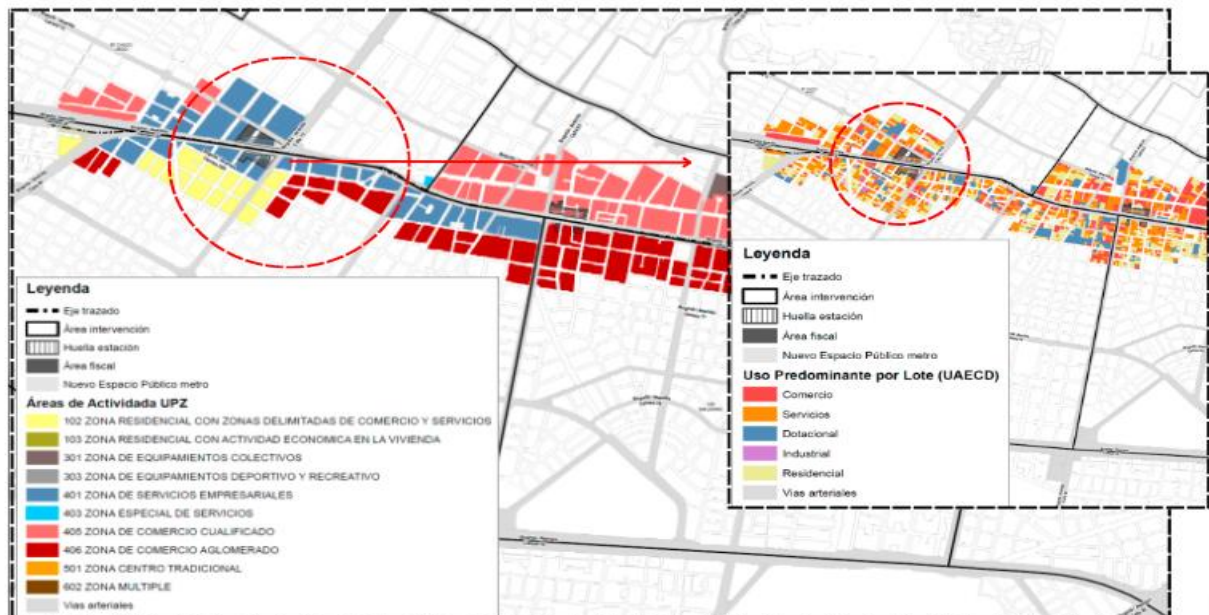 Leyenda
Eje trazado
Área intervención
Huella estación
Área fiscal
Nuevo Espacio Público metro
Áreas de Actividada UPZ
102 ZONA RESIDENCIAL CON ZONAS DELIMITADAS DE COMERCIO Y SERVICIOS
103 ZONA RESIDENCIAL CON ACTIVIDAD ECONOMICA EN LA VIVIENDA
301 ZONA DE EQUIPAMIENTOS COLECTIVOS
303 ZONA DE EQUIPAMIENTOS DEPORTIVO Y RECREATIVO
401 ZONA DE SERVICIOS EMPRESARIALES
403 ZONA ESPECIAL DE SERVICIOS
405 ZONA DE COMERCIO CUALIFICADO
406 ZONA DE COMERCIO AGLOMERADO
501 ZONA CENTRO TRADICIONAL
602 ZONA MULTIPLE
Vias arteriales
Leyenda
Eje trazado
Área intervención
Huella estación
Área fiscal
Nuevo Espacio Público metro
Uso Predominante por Lote (UAECD)
Comercio
Servicios
Dotacional
Industrial
Residencial
Vias arteriales